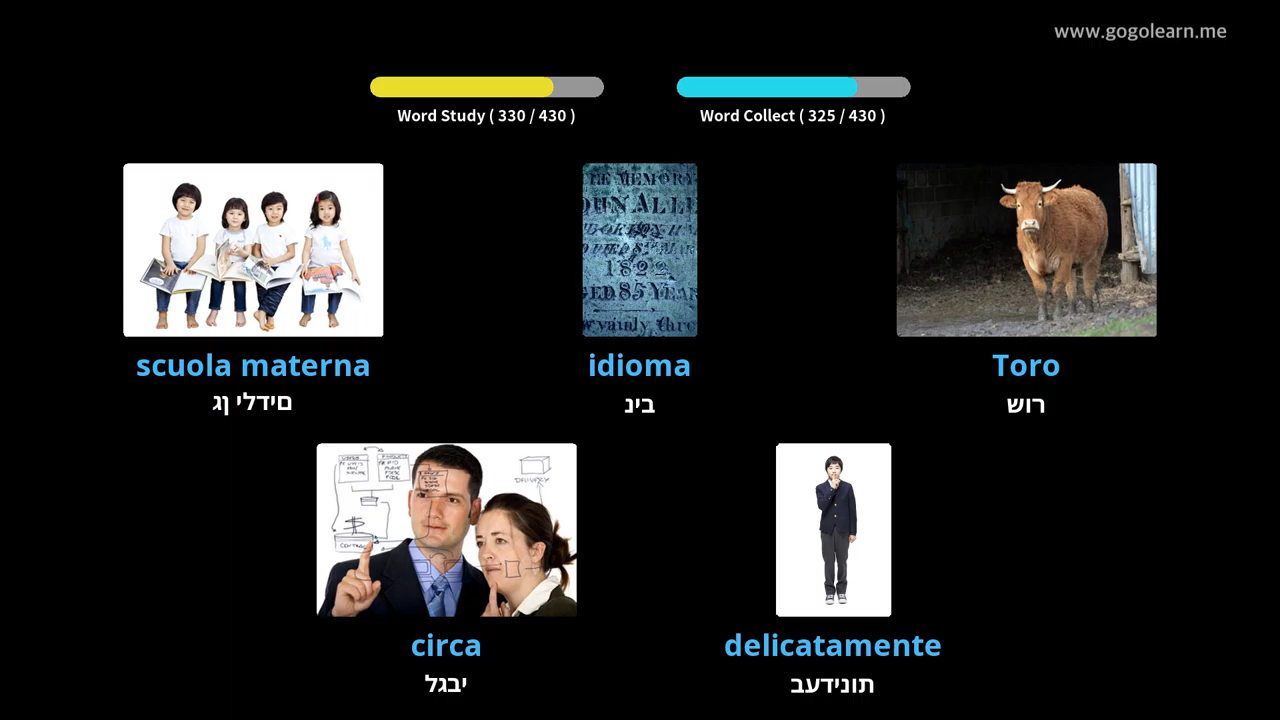 www.gogolearn.me
Word Study ( 330 / 430 )
Word Collect ( 325 / 430 )
scuola materna
םידלי ןג
idioma
ביн
Toro
רוש
circa
יבגל
delicatamente
תונידעב